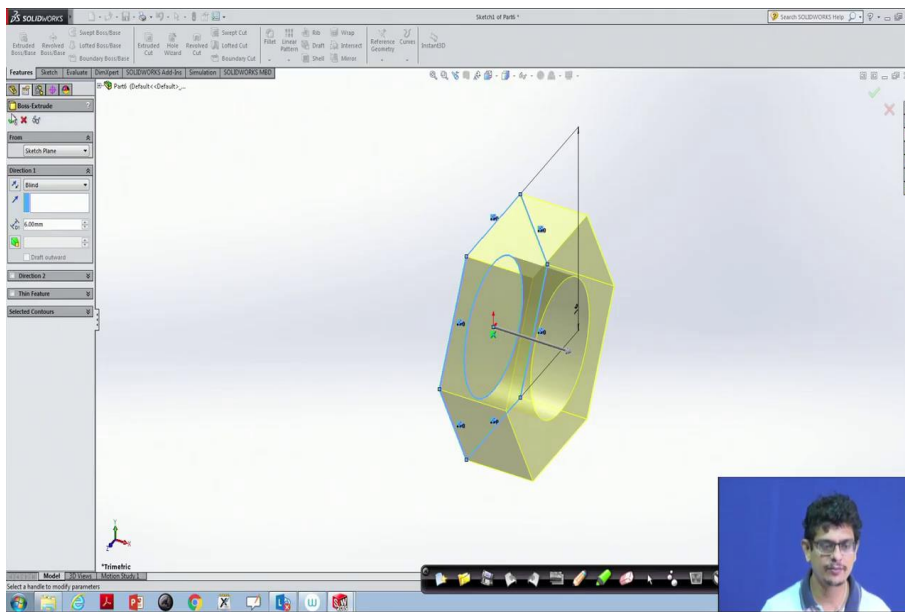 SOLIDWORKS
Sketch1 of Part6 *
Search SOLIDWORKS Help
Extruded Boss/Base
Revolved Boss/Base
Swept Boss/Base
Lofted Boss/Base
Boundary Boss/Base
Extruded Cut
Hole Wizard
Revolved Cut
Swept Cut
Lofted Cut
Boundary Cut
Fillet
Linear Pattern
Rib
Draft
Shell
Wrap
Intersect
Mirror
Reference Geometry
Curves
Instant3D
Features
Sketch
Evaluate
DimXpert
SOLIDWORKS Add-Ins
Simulation
SOLIDWORKS MBD
Part6 (Default<<Default>_...
Boss-Extrude
?
From
Sketch Plane
Direction 1
Blind
6.00mm
Draft outward
Direction 2
Thin Feature
Selected Contours
*Trimetric
Model
3D Views
Motion Study 1
Select a handle to modify parameters